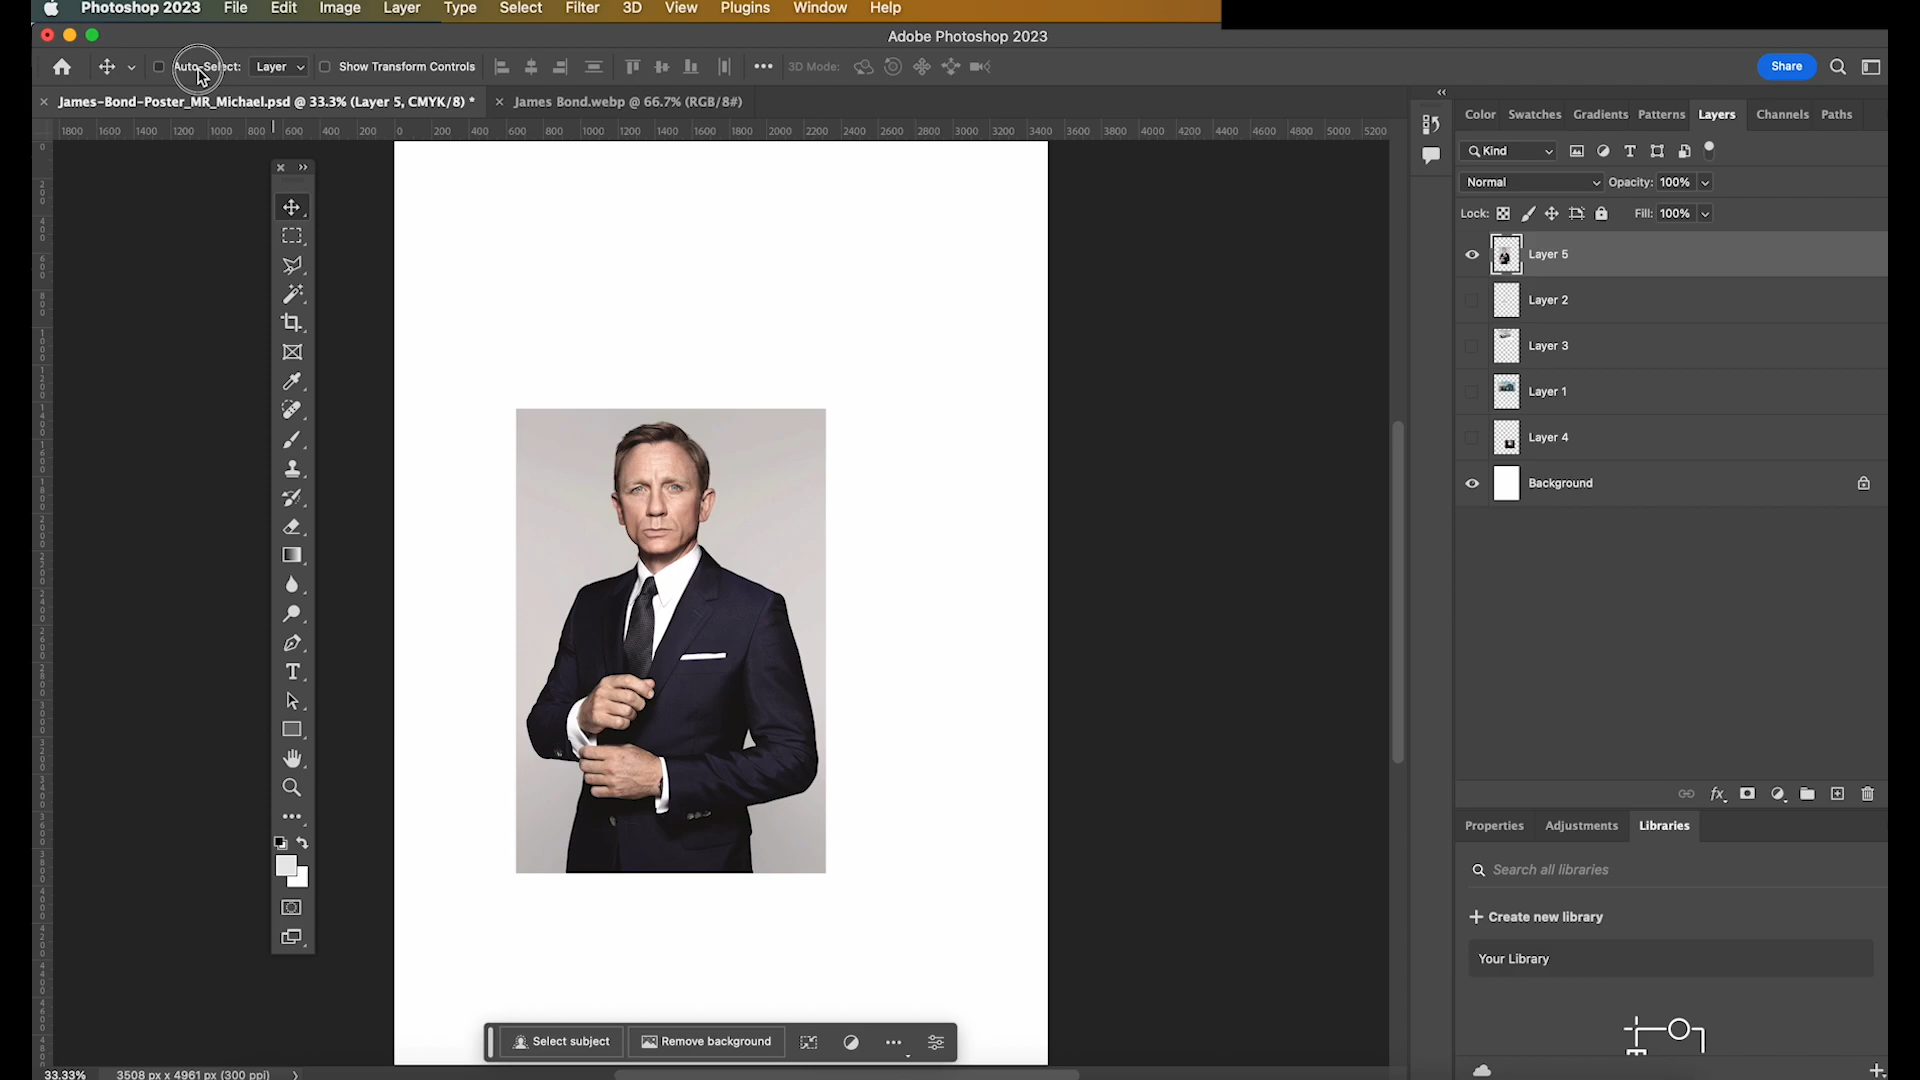 Photoshop 2023 File Edit Image Layer Type Select Filter 3D View Plugins Window Help
Adobe Photoshop 2023
Auto-Select: Layer Show Transform Controls 3D Mode: Share
James-Bond-Poster_MR_Michael.psd @ 33.3% (Layer 5, CMYK/8) * James Bond.webp @ 66.7% (RGB/8#)
1800 1600 1400 1200 1000 800 600 400 200 0 200 400 600 800 1000 1200 1400 1600 1800 2000 2200 2400 2600 2800 3000 3200 3400 3600 3800 4000 4200 4400 4600 4800 5000 5200
Color Swatches Gradients Patterns Layers Channels Paths
Kind
Normal Opacity: 100%
Lock: Fill: 100%
Layer 5
Layer 2
Layer 3
Layer 1
Layer 4
Background
fx
Properties Adjustments Libraries
Search all libraries
Create new library
Your Library
Select subject Remove background
33.33% 3508 px x 4961 px (300 ppi)